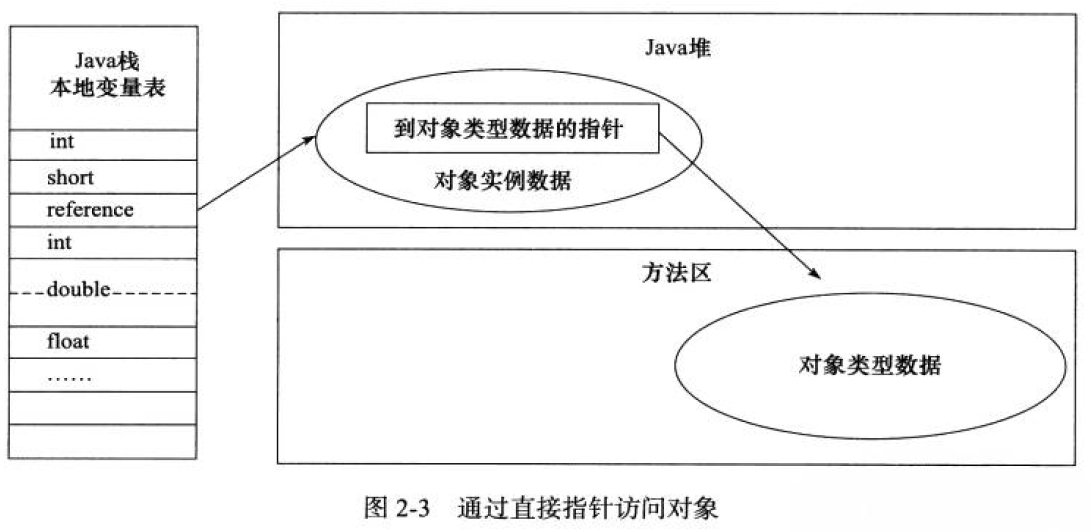 Java栈
本地变量表
int
short
reference
int
double
float
……
Java堆
到对象类型数据的指针
对象实例数据
方法区
对象类型数据
图 2-3 通过直接指针访问对象